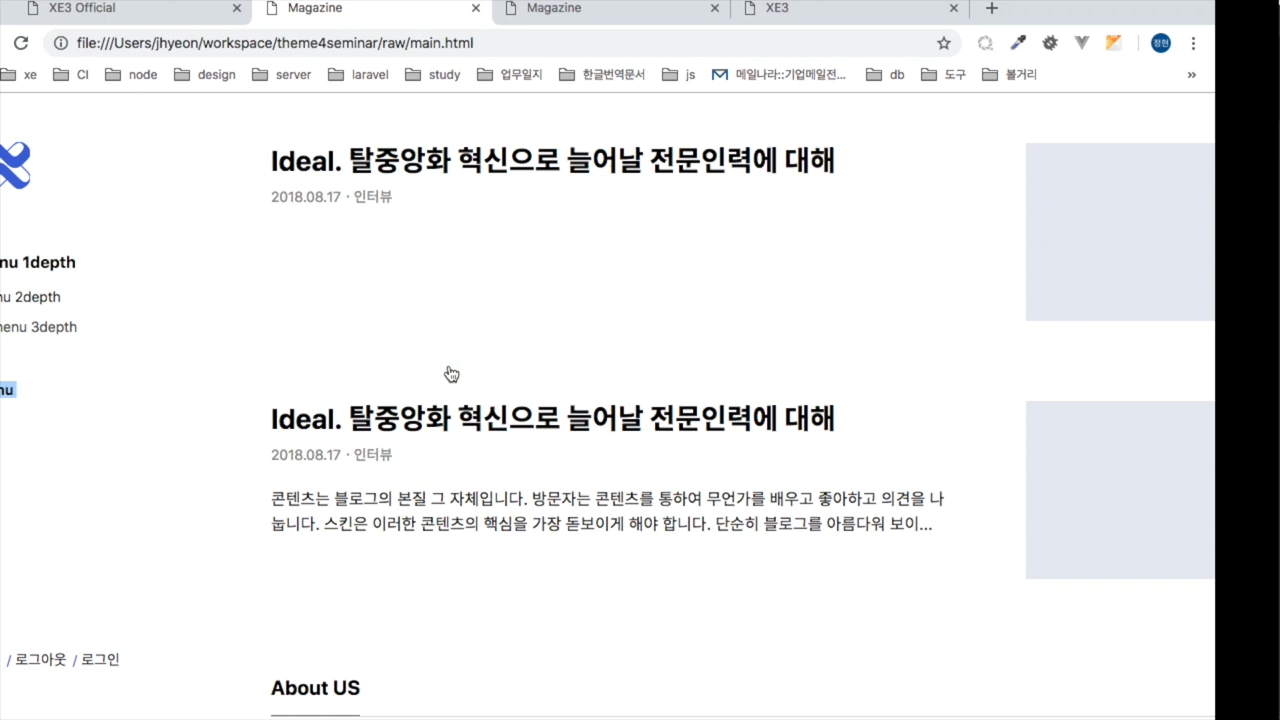 XE3 Official
Magazine
Magazine
XE3
file:///Users/jhyeon/workspace/theme4seminar/raw/main.html
정현
xe
CI
node
design
server
laravel
study
업무일지
한글번역문서
js
메일나라::기업메일전...
db
도구
볼거리
»
Ideal. 탈중앙화 혁신으로 늘어날 전문인력에 대해
2018.08.17 · 인터뷰
nu 1depth
nu 2depth
nenu 3depth
nu
Ideal. 탈중앙화 혁신으로 늘어날 전문인력에 대해
2018.08.17 · 인터뷰
콘텐츠는 블로그의 본질 그 자체입니다. 방문자는 콘텐츠를 통하여 무언가를 배우고 좋아하고 의견을 나
눕니다. 스킨은 이러한 콘텐츠의 핵심을 가장 돋보이게 해야 합니다. 단순히 블로그를 아름다워 보이...
/ 로그아웃 / 로그인
About US